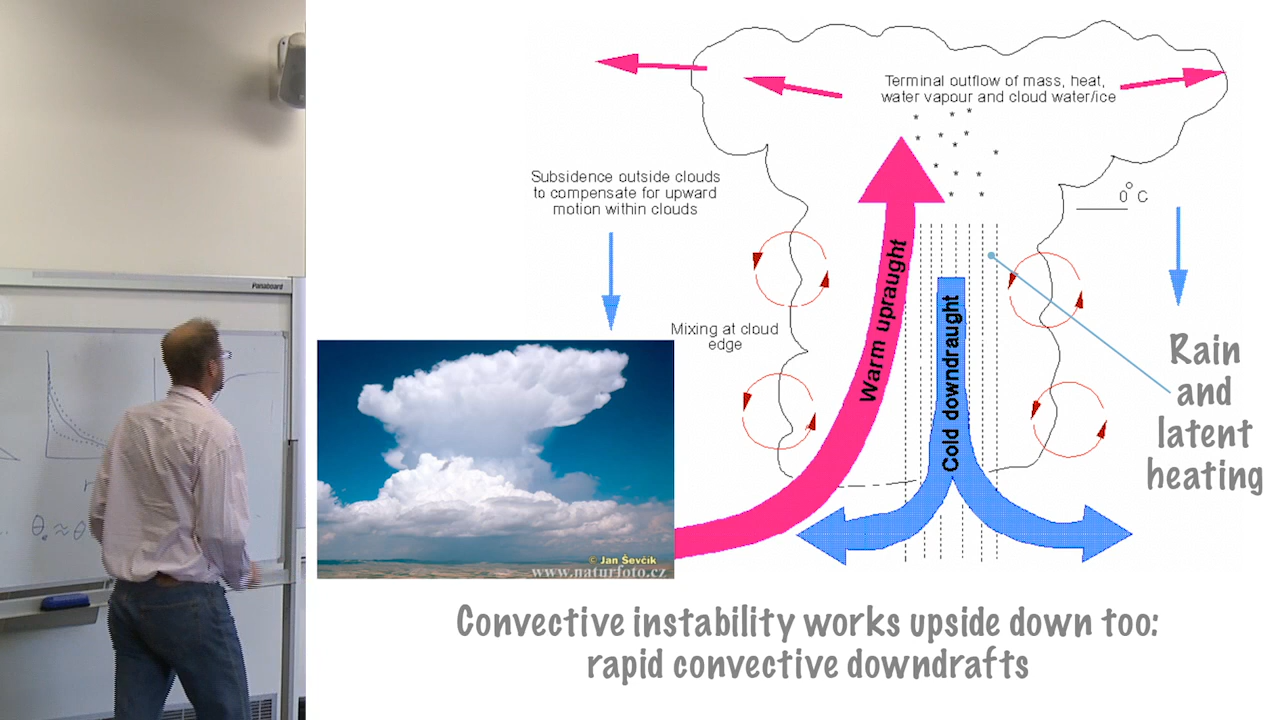 Panaboard
θe ≈ θ
Terminal outflow of mass, heat,
water vapour and cloud water/ice
Subsidence outside clouds
to compensate for upward
motion within clouds
0°C
Mixing at cloud
edge
Warm upraught
Cold downdraught
Rain
and
latent
heating
© Jan Ševčík
www.naturfoto.cz
Convective instability works upside down too:
rapid convective downdrafts